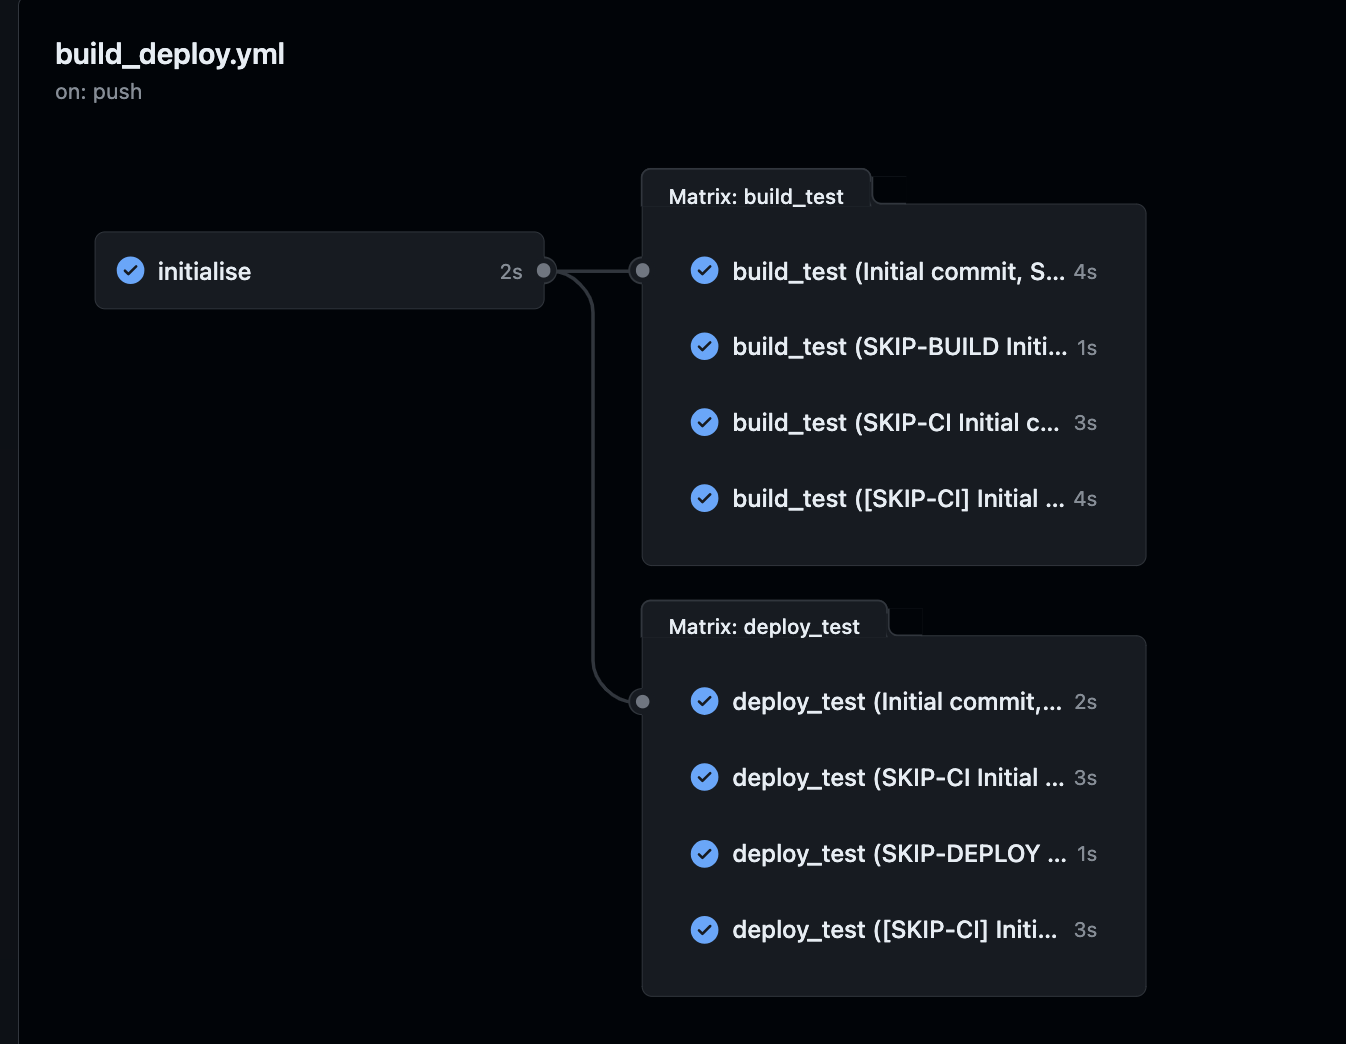 build_deploy.yml
on: push
initialise 2s
Matrix: build_test
build_test (Initial commit, S... 4s
build_test (SKIP-BUILD Initi... 1s
build_test (SKIP-CI Initial c... 3s
build_test ([SKIP-CI] Initial ... 4s
Matrix: deploy_test
deploy_test (Initial commit,... 2s
deploy_test (SKIP-CI Initial ... 3s
deploy_test (SKIP-DEPLOY ... 1s
deploy_test ([SKIP-CI] Initi... 3s